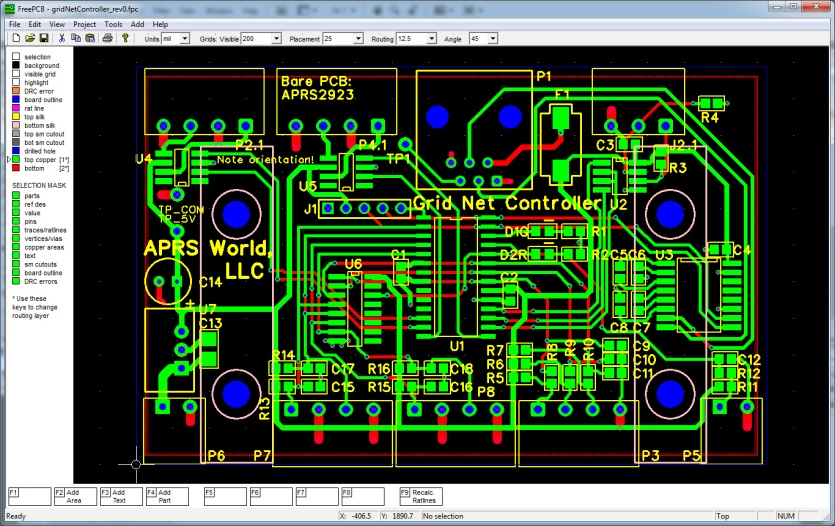 FreePCB - gridNetController_rev0.fpc
File Edit View Project Tools Add Help
Units mil Grids: Visible 200 Placement 25 Routing 12.5 Angle 45
selection
background
visible grid
highlight
DRC error
board outline
rat line
top silk
bottom silk
top sm cutout
bot sm cutout
drilled hole
top copper [1*]
bottom [2*]
SELECTION MASK
parts
ref des
value
pins
traces/ratlines
vertices/vias
copper areas
text
sm cutouts
board outline
DRC errors
* Use these
keys to change
routing layer
Bare PCB:
APRS2923
P1
F1
R4
U4
P2.1
P4.1
TP1
C3
J2.1
Note orientation!
R3
U5
TP_COM
TP_5V
J1
Grid Net Controller
U2
APRS World,
LLC
D1G
R1
D2R
R2
C5
C6
U3
C4
C14
U6
C1
C2
+
U7
C13
U1
C8
C7
R14
C17
R16
C18
R7
R6
R5
R8
R9
R10
C9
C10
C11
C12
R12
R11
R13
C15
R15
C16
P8
P6
P7
P3
P5
F1
F2 Add Area
F3 Add Text
F4 Add Part
F5
F6
F7
F8
F9 Recalc. Ratlines
Ready
X: -406.5 Y: 1890.7 No selection Top NUM